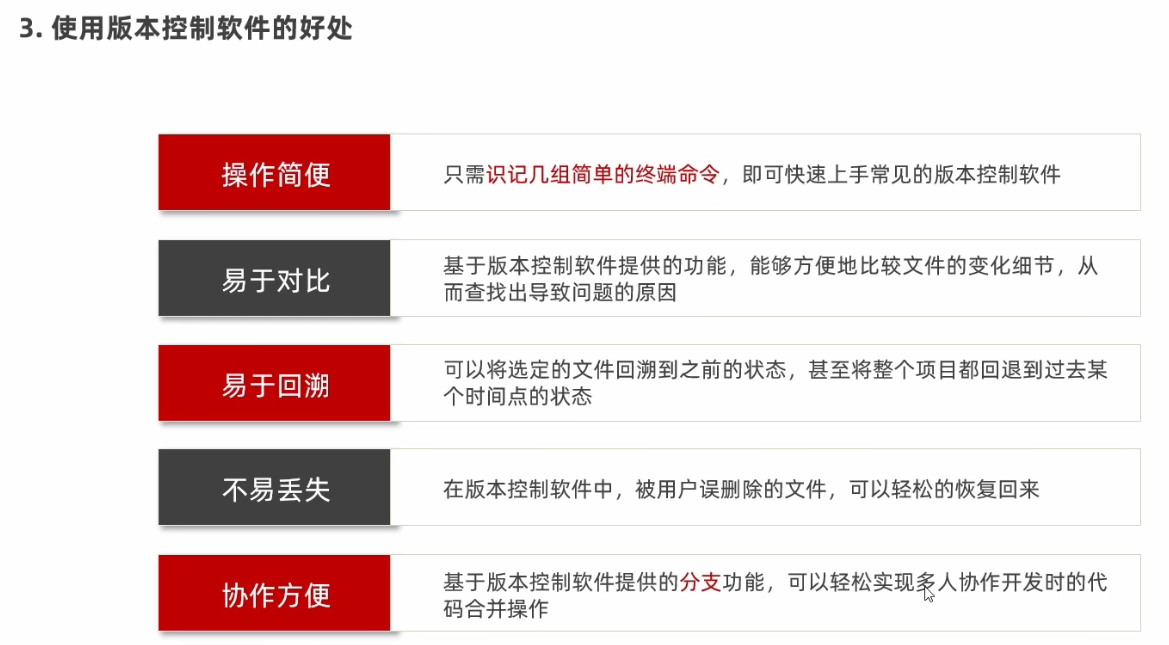 3. 使用版本控制软件的好处
操作简便
只需识记几组简单的终端命令，即可快速上手常见的版本控制软件
易于对比
基于版本控制软件提供的功能，能够方便地比较文件的变化细节，从
而查找出导致问题的原因
易于回溯
可以将选定的文件回溯到之前的状态，甚至将整个项目都回退到过去某
个时间点的状态
不易丢失
在版本控制软件中，被用户误删除的文件，可以轻松的恢复回来
协作方便
基于版本控制软件提供的分支功能，可以轻松实现多人协作开发时的代
码合并操作